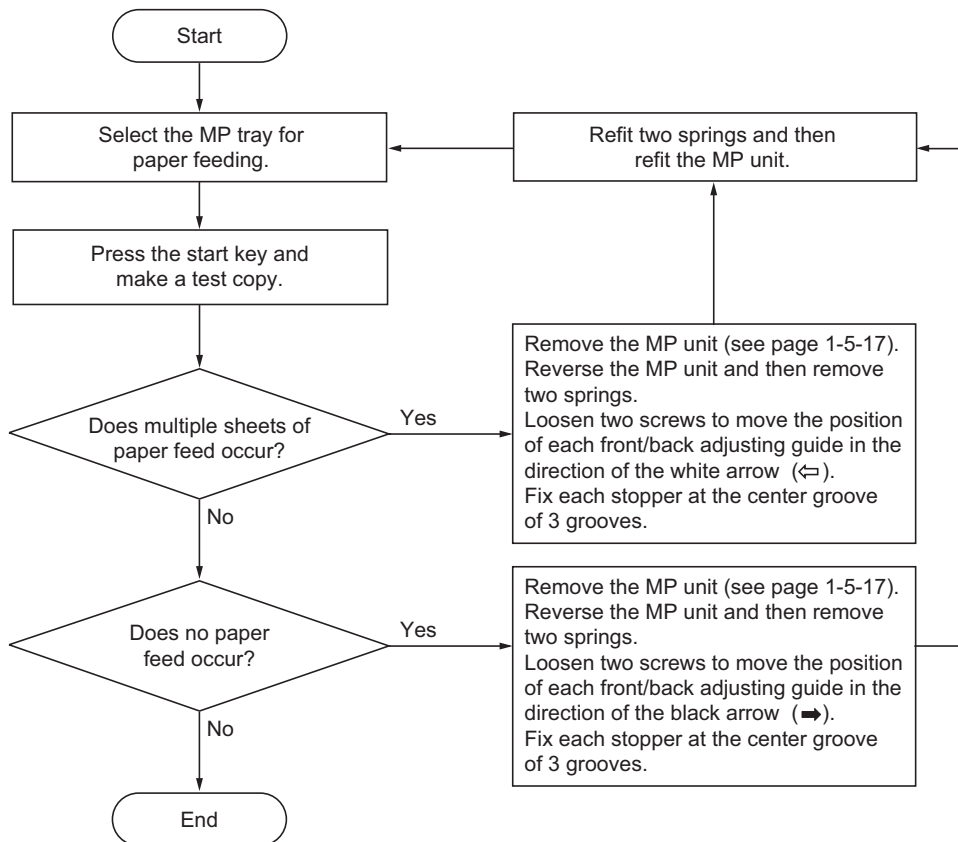 Start
Select the MP tray for
paper feeding.
Refit two springs and then
refit the MP unit.
Press the start key and
make a test copy.
Does multiple sheets of
paper feed occur?
Yes
No
Remove the MP unit (see page 1-5-17).
Reverse the MP unit and then remove
two springs.
Loosen two screws to move the position
of each front/back adjusting guide in the
direction of the white arrow (⇦).
Fix each stopper at the center groove
of 3 grooves.
Does no paper
feed occur?
Yes
No
Remove the MP unit (see page 1-5-17).
Reverse the MP unit and then remove
two springs.
Loosen two screws to move the position
of each front/back adjusting guide in the
direction of the black arrow (➡).
Fix each stopper at the center groove
of 3 grooves.
End